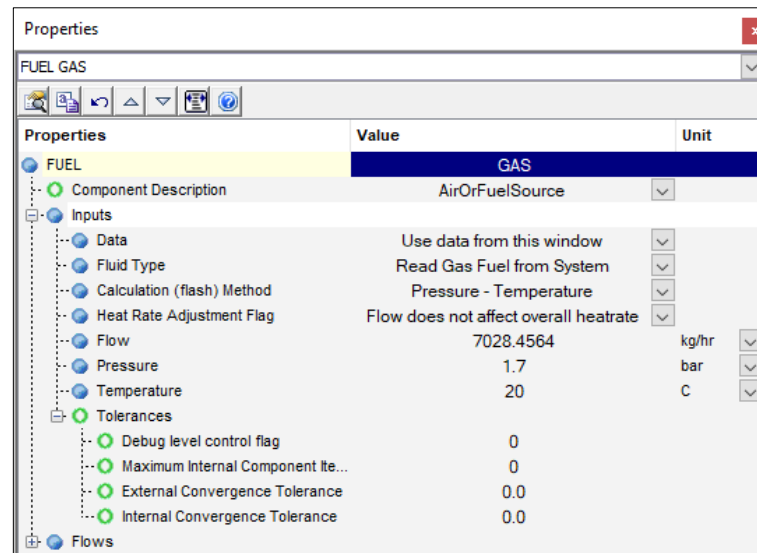 Properties
FUEL GAS
Properties Value Unit
FUEL GAS
Component Description AirOrFuelSource
Inputs
Data Use data from this window
Fluid Type Read Gas Fuel from System
Calculation (flash) Method Pressure - Temperature
Heat Rate Adjustment Flag Flow does not affect overall heatrate
Flow 7028.4564 kg/hr
Pressure 1.7 bar
Temperature 20 C
Tolerances
Debug level control flag 0
Maximum Internal Component Ite... 0
External Convergence Tolerance 0.0
Internal Convergence Tolerance 0.0
Flows